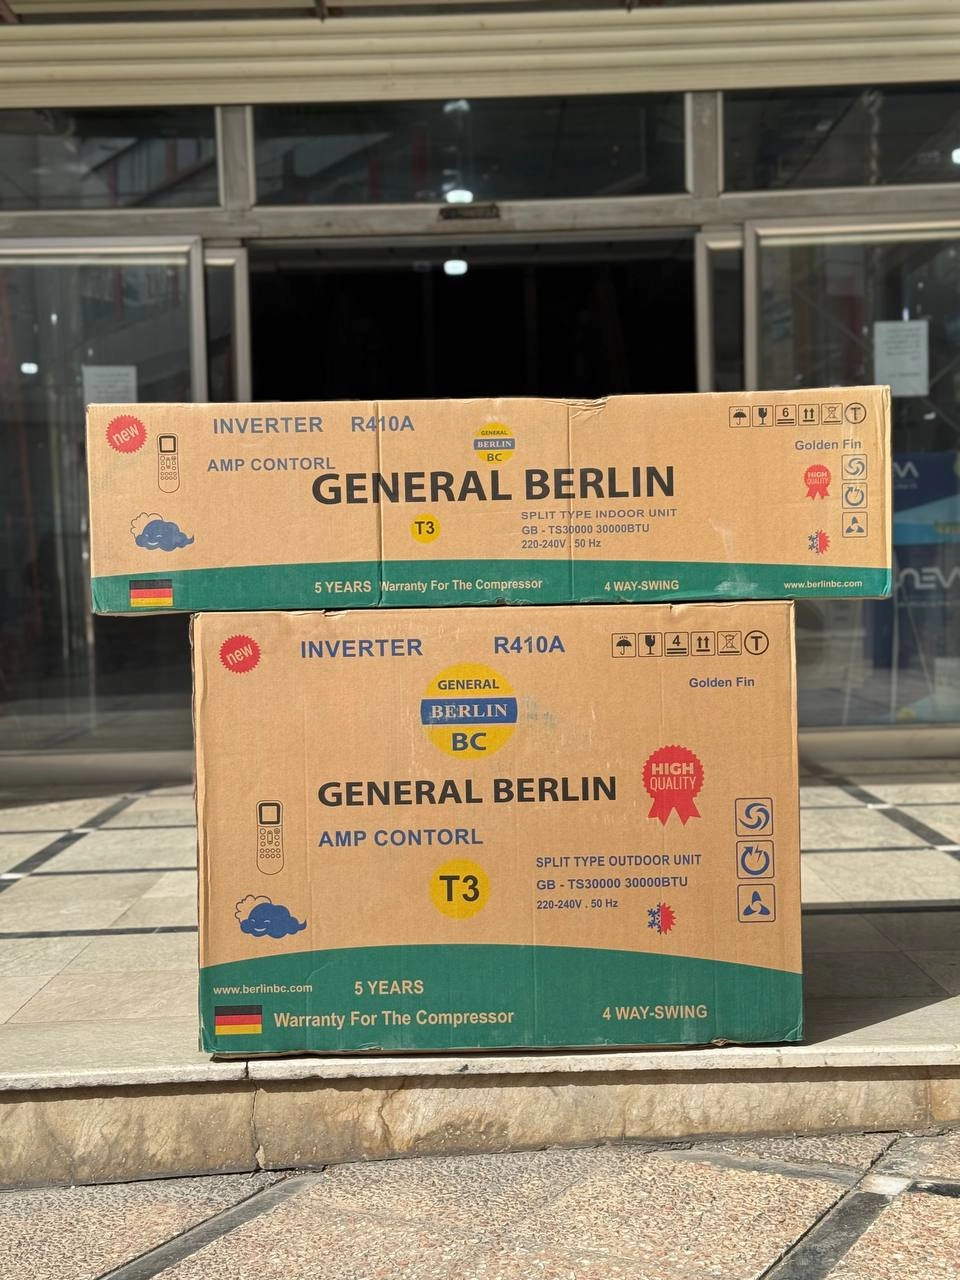 new
INVERTER R410A
6
T
AMP CONTORL
GENERAL
BERLIN
BC
Golden Fin
GENERAL BERLIN
HIGH
QUALITY
T3
SPLIT TYPE INDOOR UNIT
GB - TS30000 30000BTU
220-240V . 50 Hz
5 YEARS Warranty For The Compressor 4 WAY-SWING www.berlinbc.com
new
INVERTER R410A
4
T
Golden Fin
GENERAL
BERLIN
BC
HIGH
QUALITY
GENERAL BERLIN
AMP CONTORL
T3
SPLIT TYPE OUTDOOR UNIT
GB - TS30000 30000BTU
220-240V . 50 Hz
www.berlinbc.com 5 YEARS
Warranty For The Compressor 4 WAY-SWING